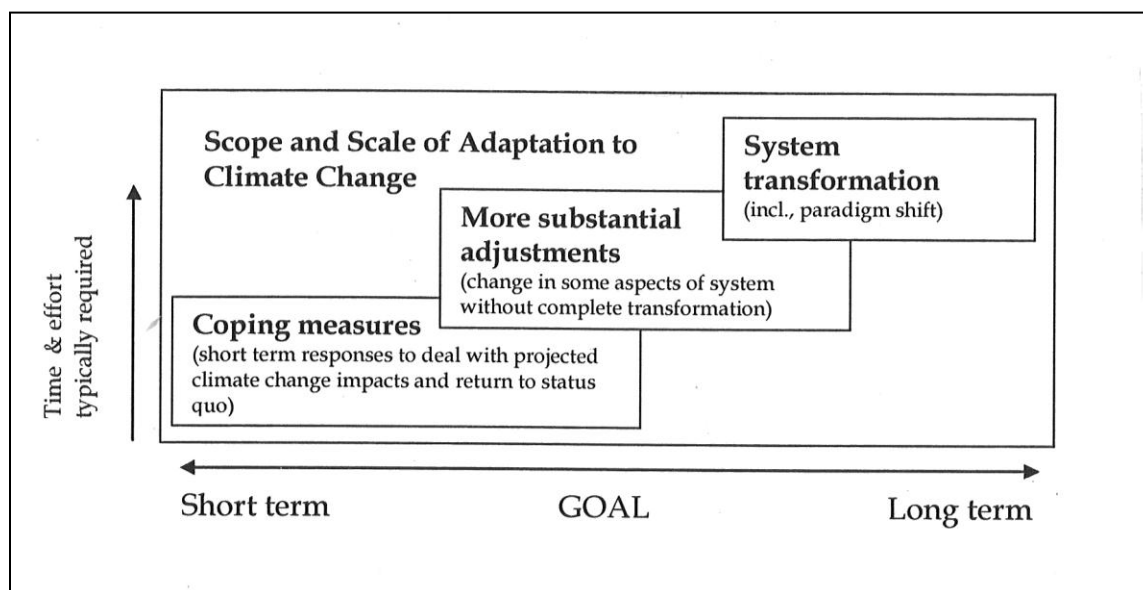 Scope and Scale of Adaptation to
Climate Change
System
transformation
(incl., paradigm shift)
More substantial
adjustments
(change in some aspects of system
without complete transformation)
Coping measures
(short term responses to deal with projected
climate change impacts and return to status
quo)
Time & effort
typically required
Short term
GOAL
Long term